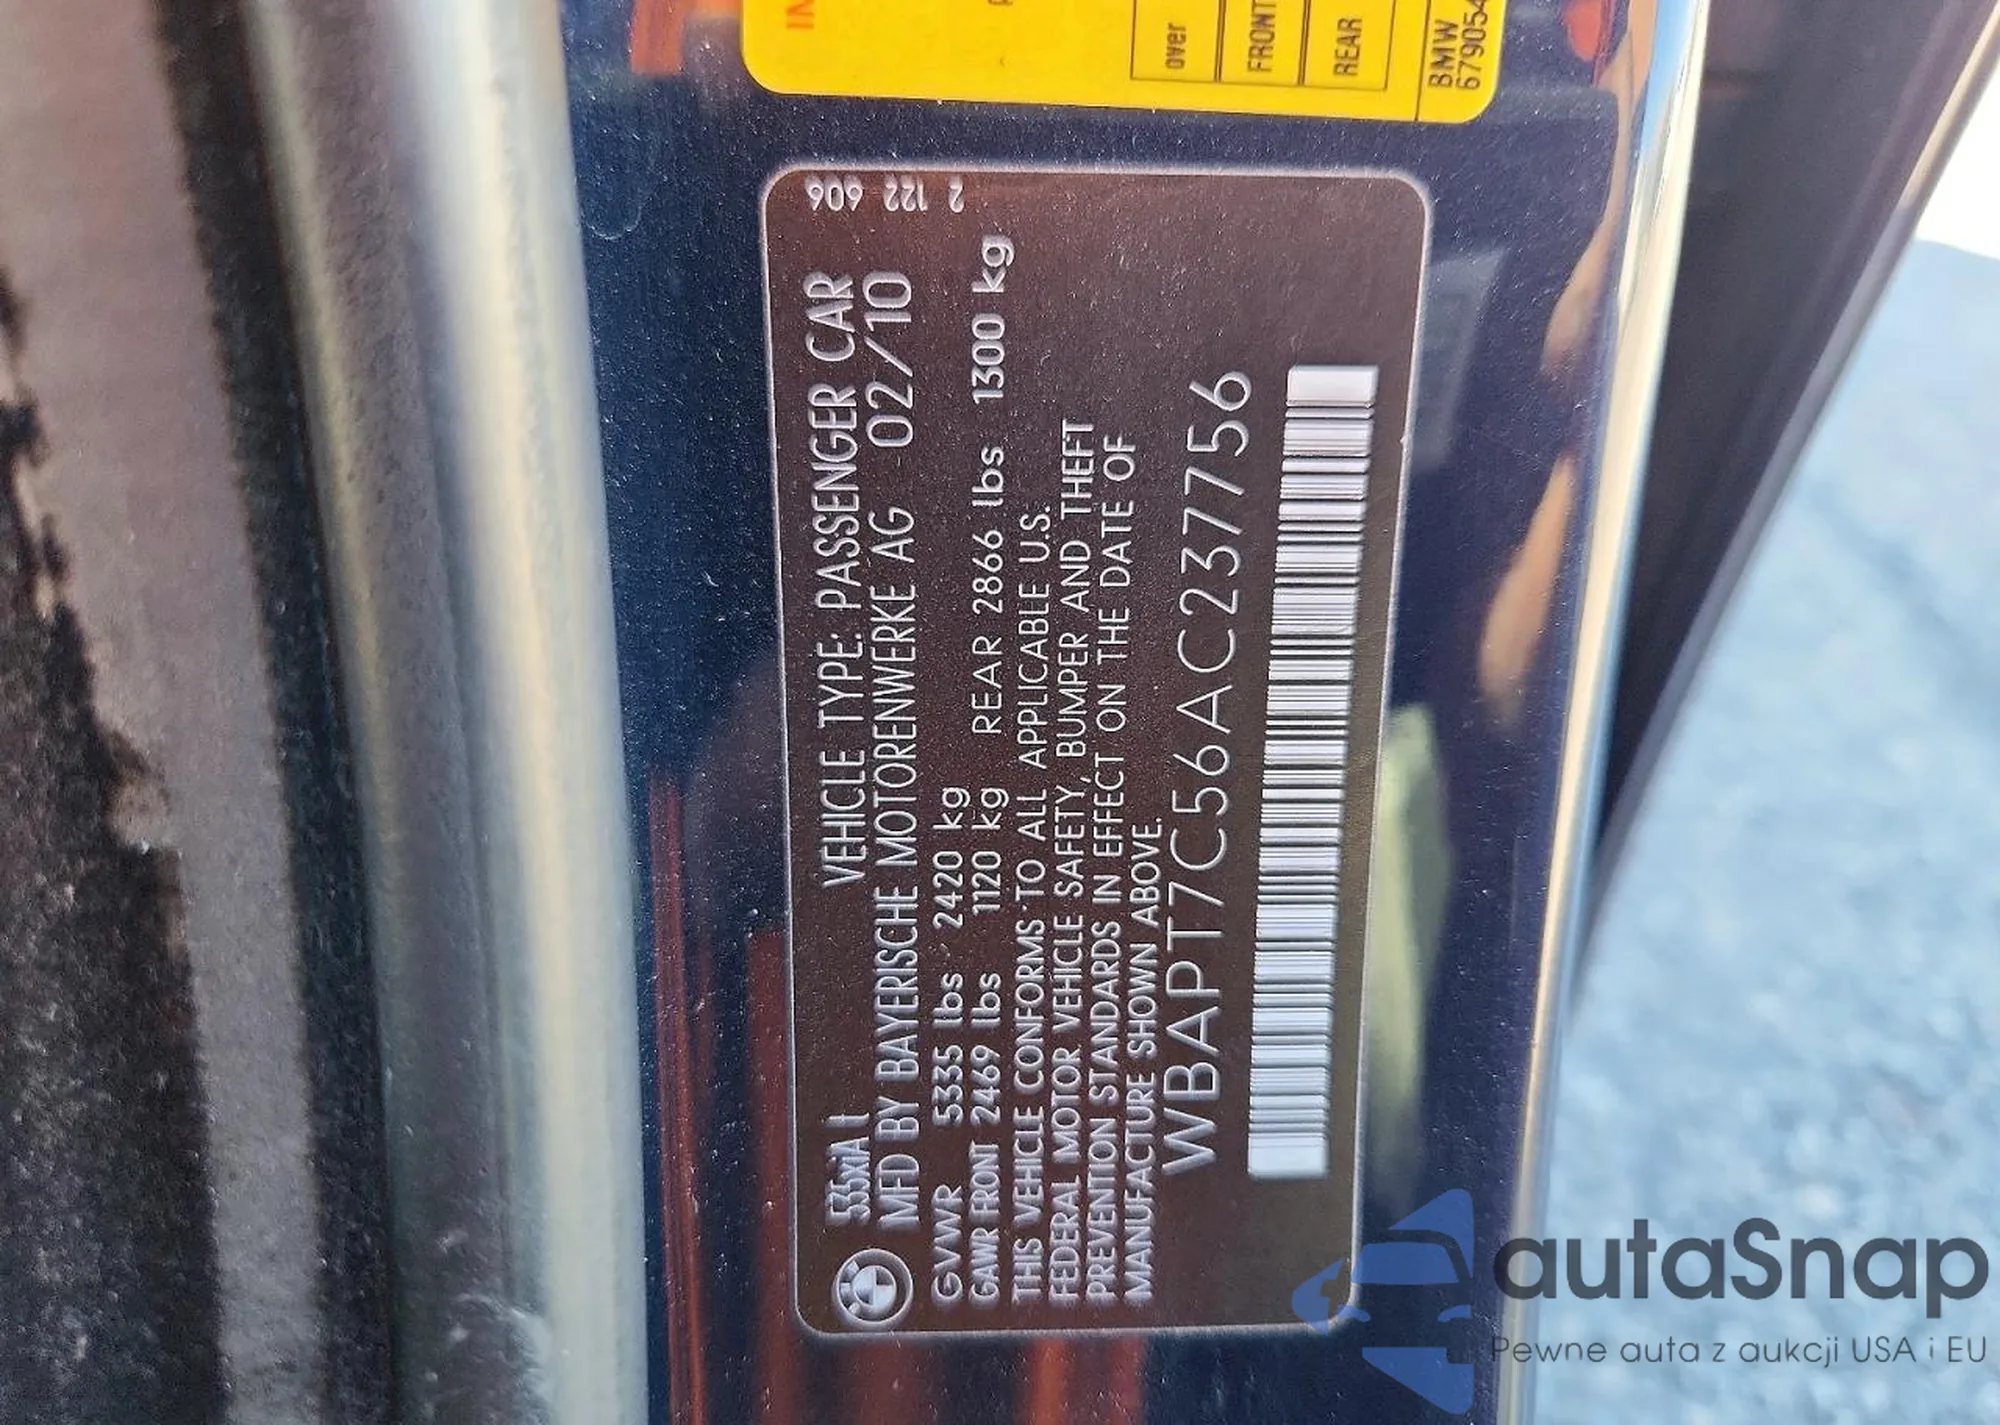 over
FRONT
REAR
BMW
679054
2 122 606
535xiA I VEHICLE TYPE: PASSENGER CAR
MFD BY BAYERISCHE MOTORENWERKE AG 02/10
GVWR 5335 lbs 2420 kg
GAWR FRONT 2469 lbs 1120 kg REAR 2866 lbs 1300 kg
THIS VEHICLE CONFORMS TO ALL APPLICABLE U.S.
FEDERAL MOTOR VEHICLE SAFETY, BUMPER AND THEFT
PREVENTION STANDARDS IN EFFECT ON THE DATE OF
MANUFACTURE SHOWN ABOVE.
WBAPT7C56AC237756
autaSnap
Pewne auta z aukcji USA i EU